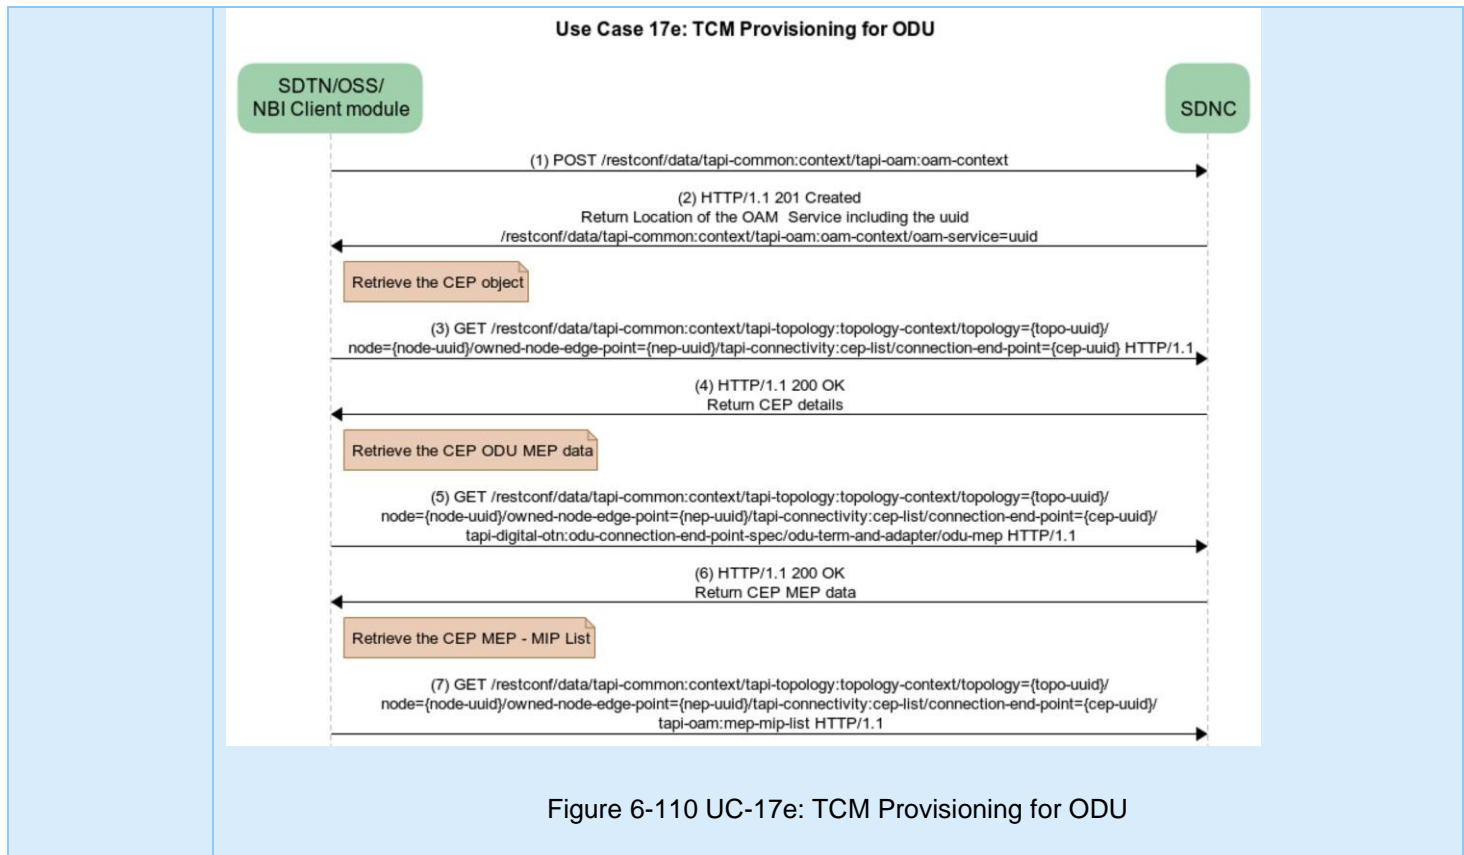 Use Case 17e: TCM Provisioning for ODU
SDTN/OSS/
NBI Client module
SDNC
(1) POST /restconf/data/tapi-common:context/tapi-oam:oam-context
(2) HTTP/1.1 201 Created
Return Location of the OAM  Service including the uuid
/restconf/data/tapi-common:context/tapi-oam:oam-context/oam-service=uuid
Retrieve the CEP object
(3) GET /restconf/data/tapi-common:context/tapi-topology:topology-context/topology={topo-uuid}/
node={node-uuid}/owned-node-edge-point={nep-uuid}/tapi-connectivity:cep-list/connection-end-point={cep-uuid} HTTP/1.1
(4) HTTP/1.1 200 OK
Return CEP details
Retrieve the CEP ODU MEP data
(5) GET /restconf/data/tapi-common:context/tapi-topology:topology-context/topology={topo-uuid}/
node={node-uuid}/owned-node-edge-point={nep-uuid}/tapi-connectivity:cep-list/connection-end-point={cep-uuid}/
tapi-digital-otn:odu-connection-end-point-spec/odu-term-and-adapter/odu-mep HTTP/1.1
(6) HTTP/1.1 200 OK
Return CEP MEP data
Retrieve the CEP MEP - MIP List
(7) GET /restconf/data/tapi-common:context/tapi-topology:topology-context/topology={topo-uuid}/
node={node-uuid}/owned-node-edge-point={nep-uuid}/tapi-connectivity:cep-list/connection-end-point={cep-uuid}/
tapi-oam:mep-mip-list HTTP/1.1
Figure 6-110 UC-17e: TCM Provisioning for ODU